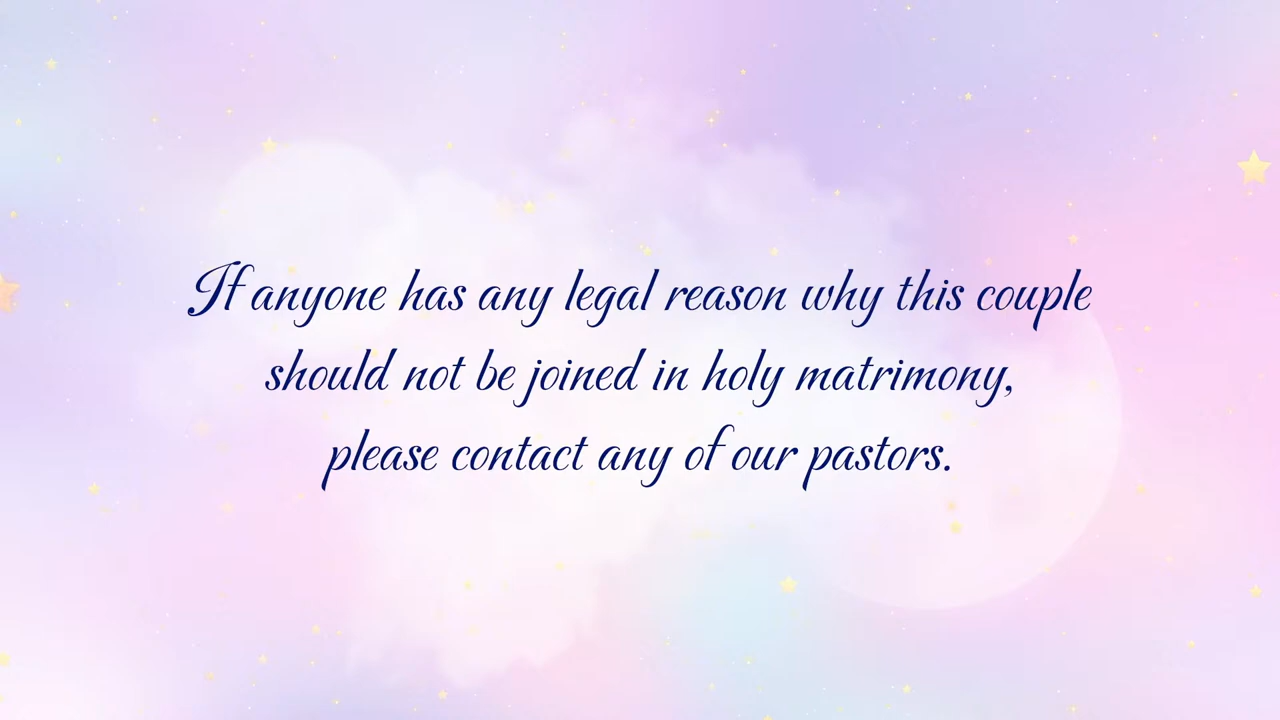 If anyone has any legal reason why this couple
should not be joined in holy matrimony,
please contact any of our pastors.